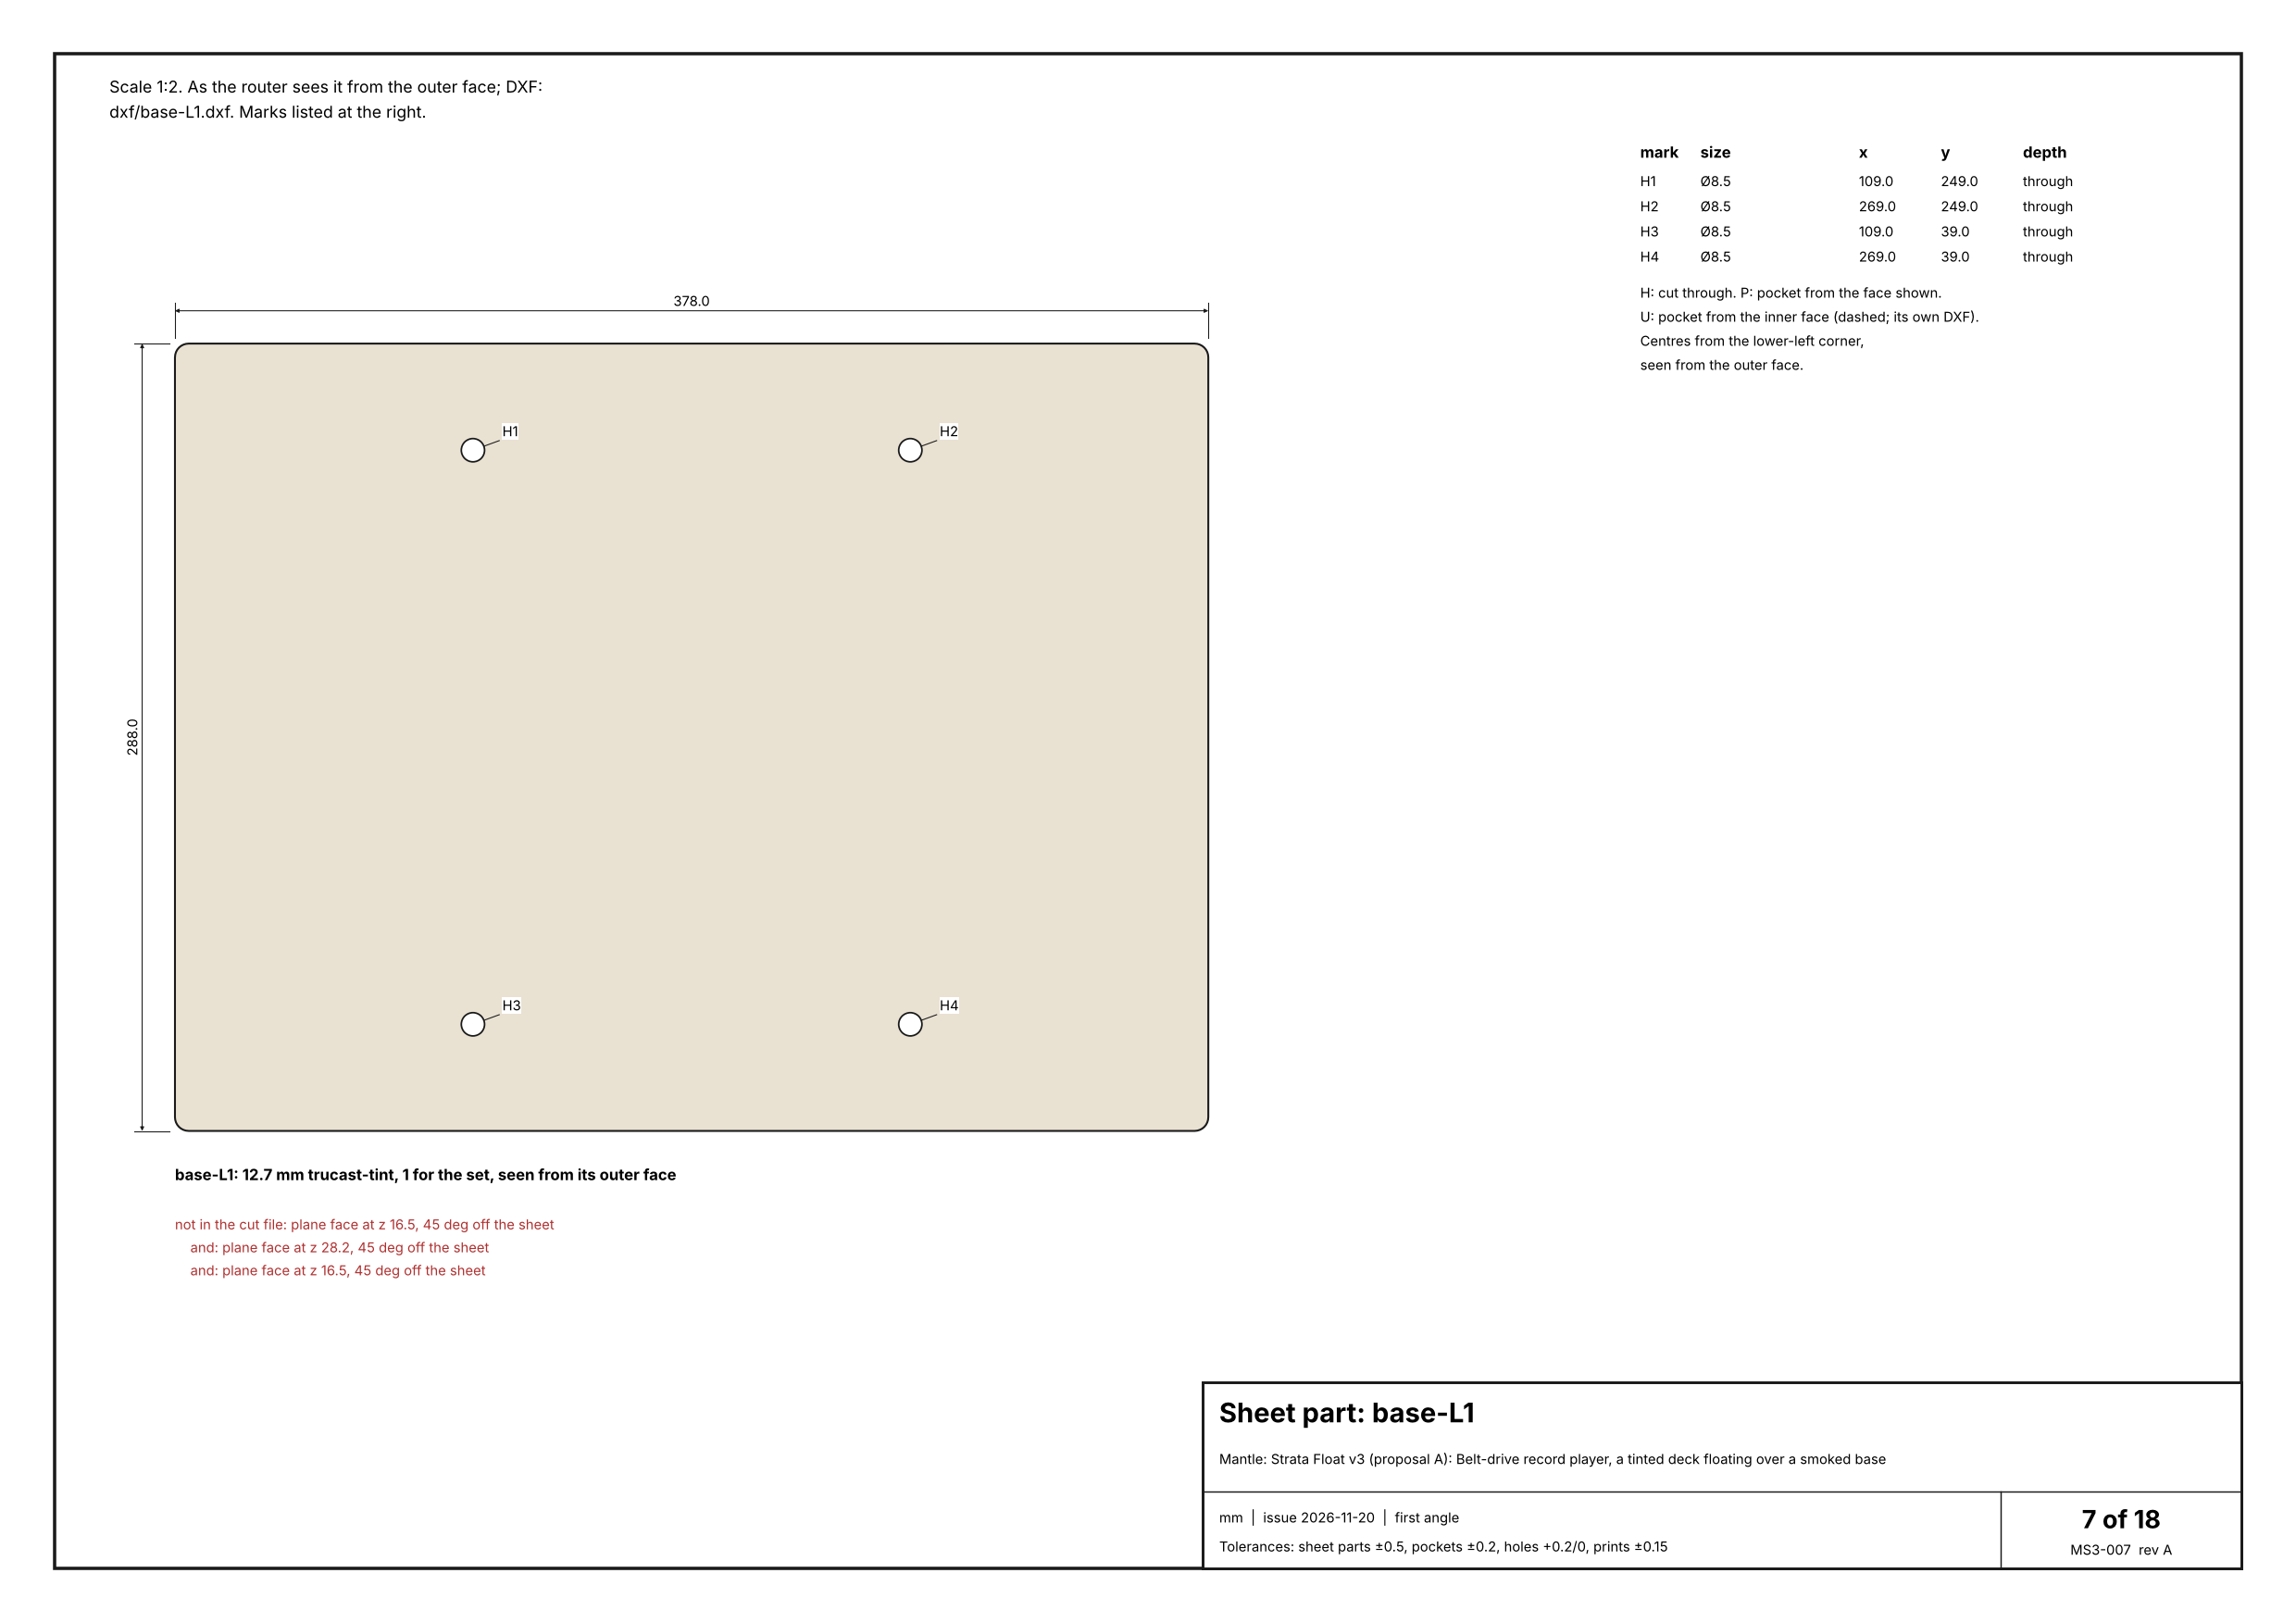 Scale 1:2. As the router sees it from the outer face; DXF:
dxf/base-L1.dxf. Marks listed at the right.
mark size x y depth
H1 Ø8.5 109.0 249.0 through
H2 Ø8.5 269.0 249.0 through
H3 Ø8.5 109.0 39.0 through
H4 Ø8.5 269.0 39.0 through
H: cut through. P: pocket from the face shown.
U: pocket from the inner face (dashed; its own DXF).
Centres from the lower-left corner,
seen from the outer face.
378.0
288.0
H1
H2
H3
H4
base-L1: 12.7 mm trucast-tint, 1 for the set, seen from its outer face
not in the cut file: plane face at z 16.5, 45 deg off the sheet
and: plane face at z 28.2, 45 deg off the sheet
and: plane face at z 16.5, 45 deg off the sheet
Sheet part: base-L1
Mantle: Strata Float v3 (proposal A): Belt-drive record player, a tinted deck floating over a smoked base
mm | issue 2026-11-20 | first angle
Tolerances: sheet parts ±0.5, pockets ±0.2, holes +0.2/0, prints ±0.15
7 of 18
MS3-007 rev A